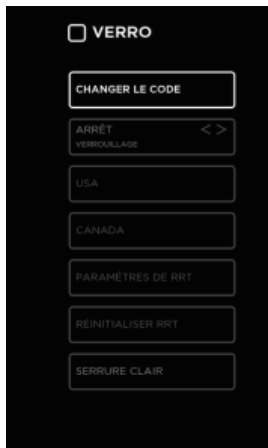 VERRO
CHANGER LE CODE
ARRÊT < >
VERROUILLAGE
USA
CANADA
PARAMÈTRES DE RRT
RÉINITIALISER RRT
SERRURE CLAIR